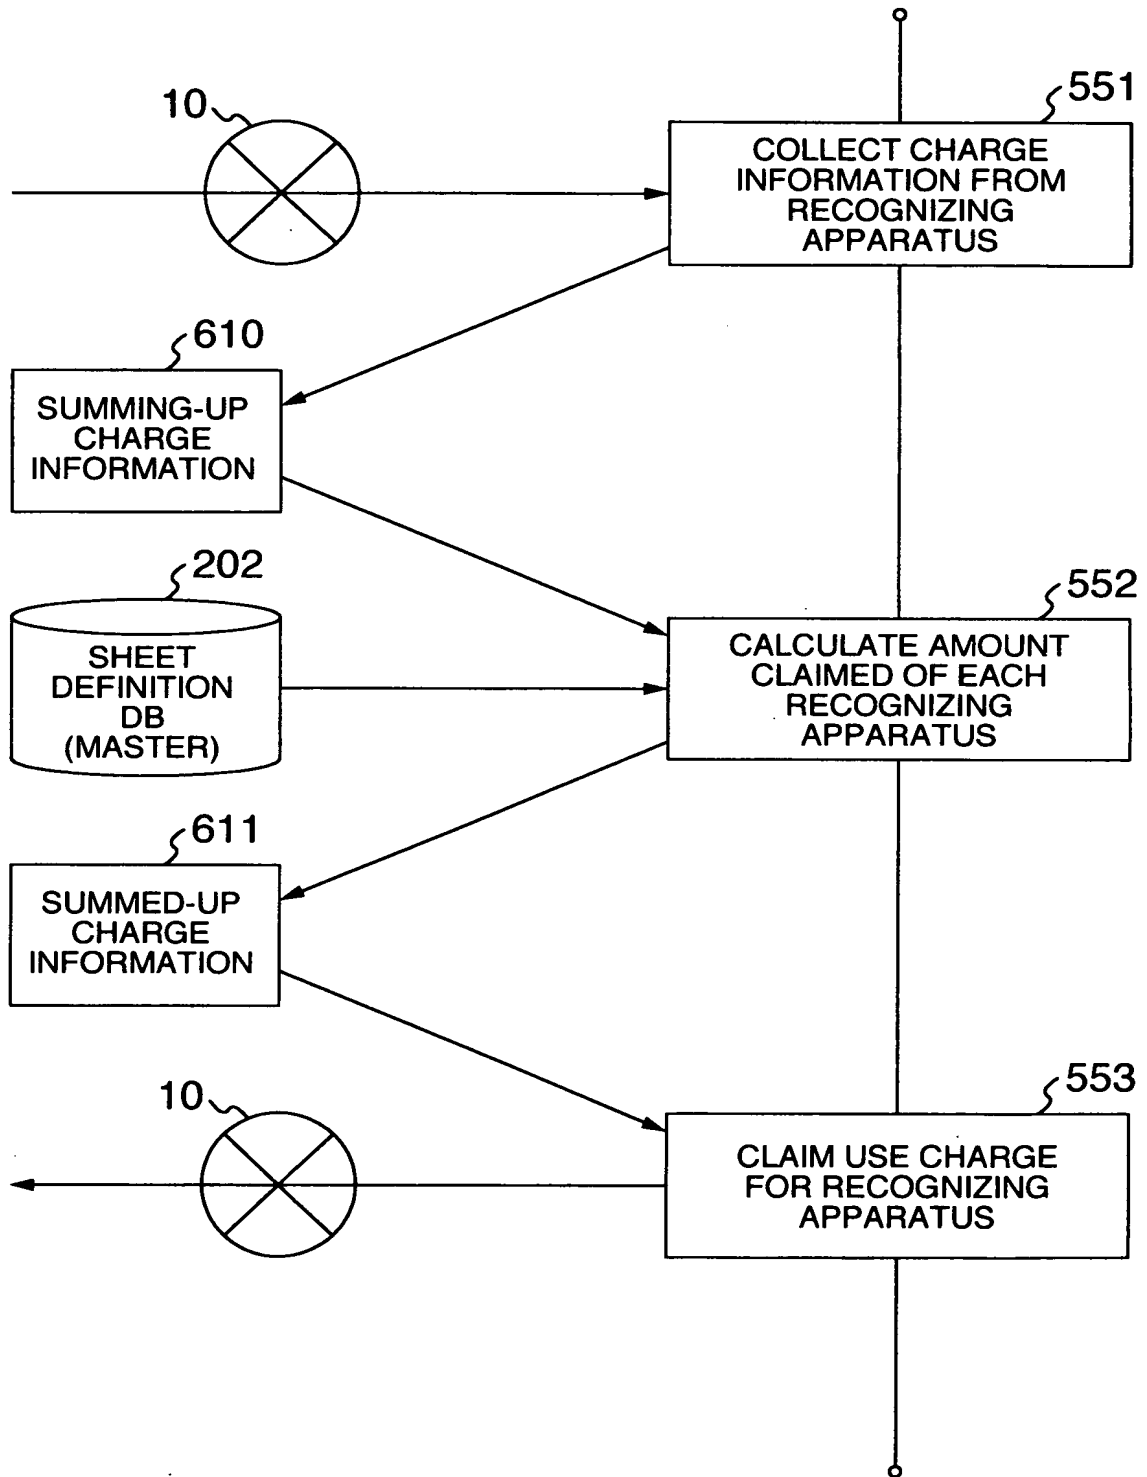 10
551
COLLECT CHARGE
INFORMATION FROM
RECOGNIZING
APPARATUS
610
SUMMING-UP
CHARGE
INFORMATION
202
SHEET
DEFINITION
DB
(MASTER)
552
CALCULATE AMOUNT
CLAIMED OF EACH
RECOGNIZING
APPARATUS
611
SUMMED-UP
CHARGE
INFORMATION
10
553
CLAIM USE CHARGE
FOR RECOGNIZING
APPARATUS